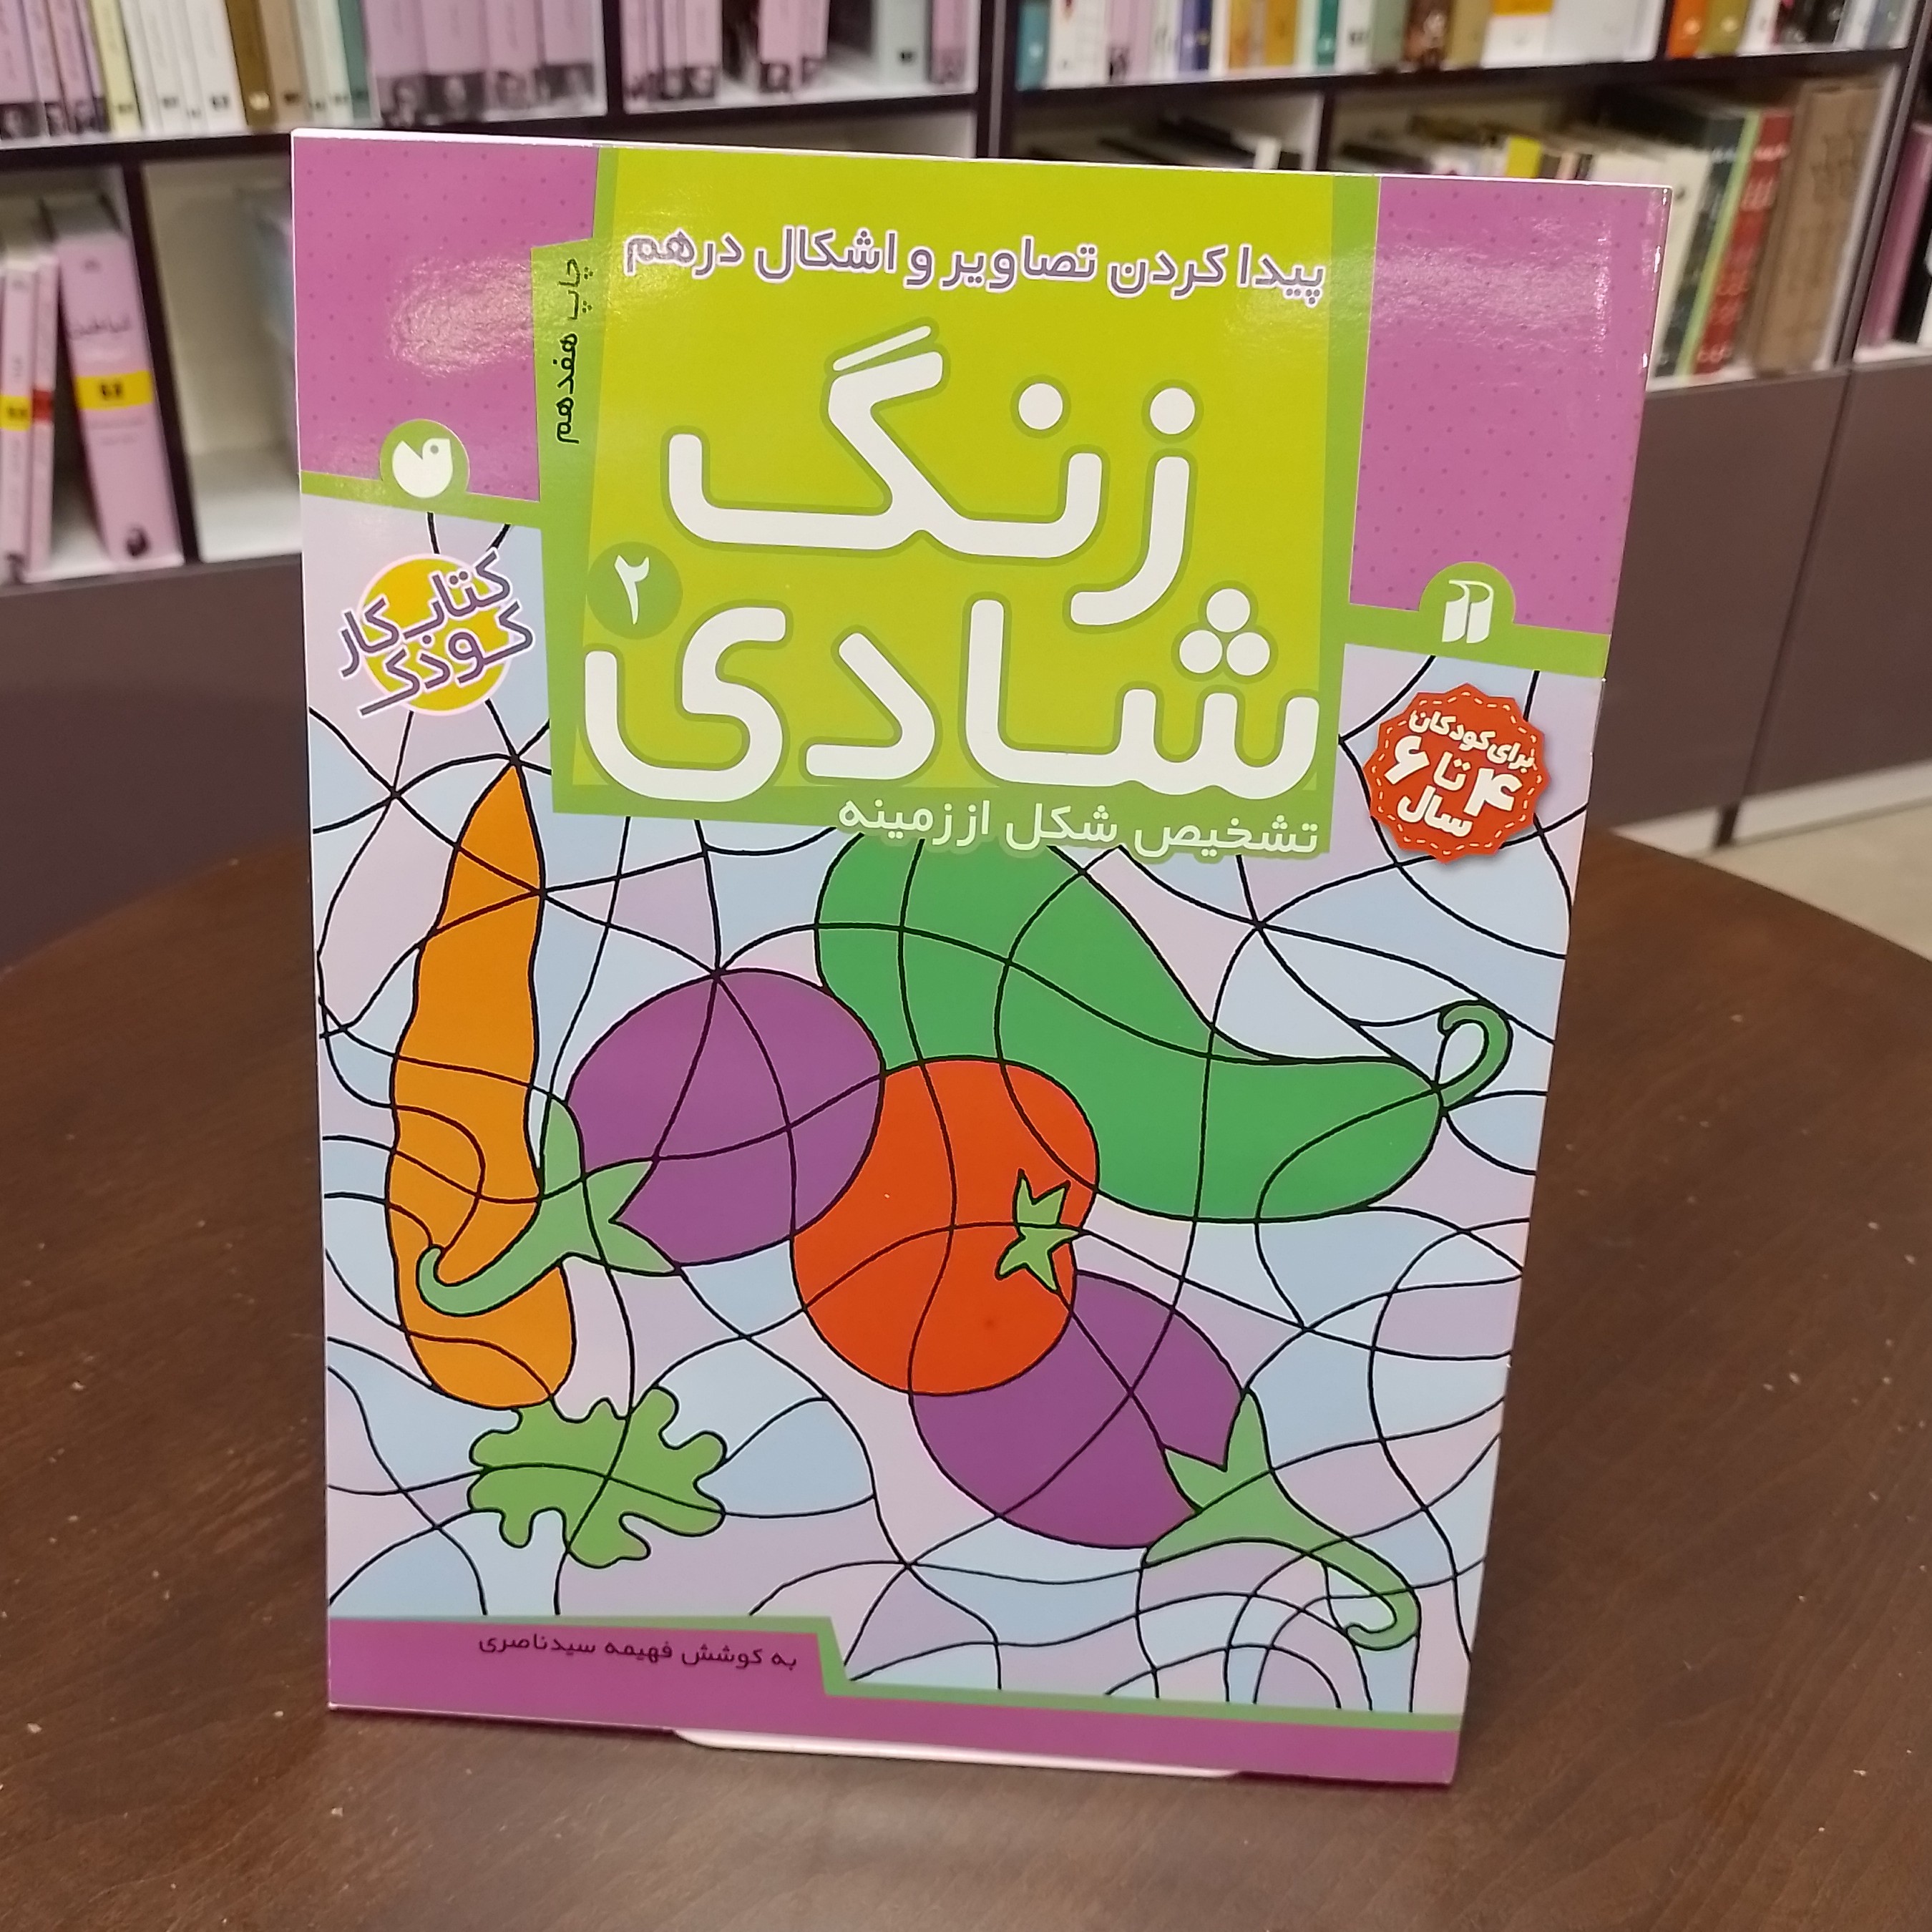 پیدا کردن تصاویر و اشکال درهم
چاپ هفدهم
زنگ
شادی
۲
تشخیص شکل از زمینه
کتاب کار
کودک
برای کودکان
۴ تا ۶
سال
به کوشش فهیمه سیدناصری